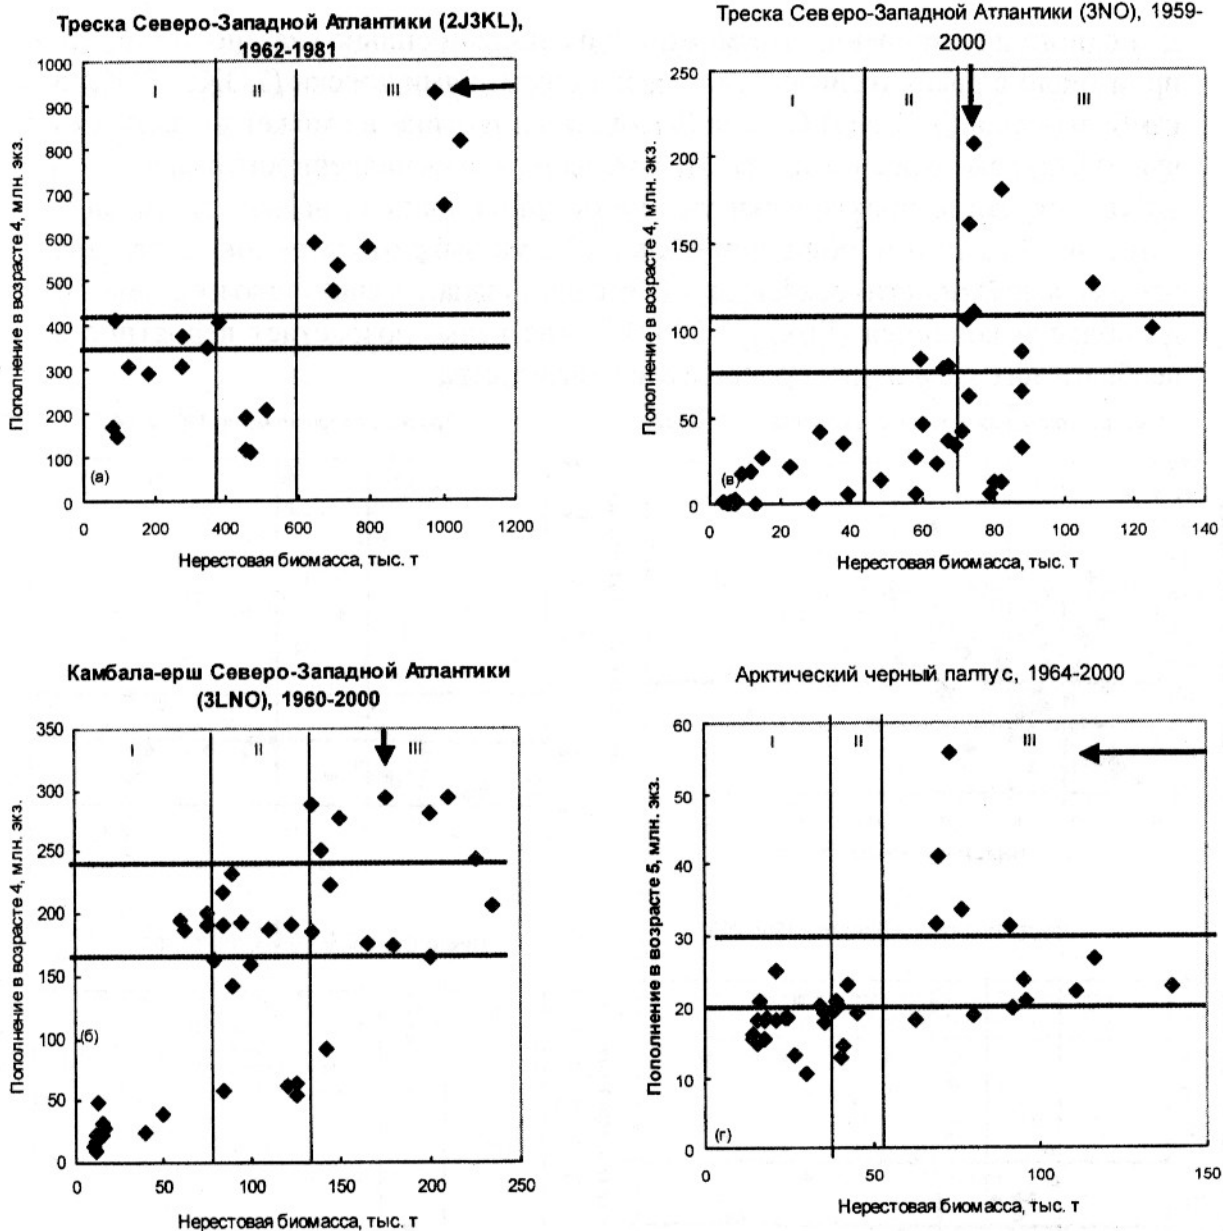 Треска Северо-Западной Атлантики (2J3KL),
1962-1981
1000
900
800
700
600
500
400
300
200
100
0
I
II
III
(а)
0 200 400 600 800 1000 1200
Пополнение в возрасте 4, млн. экз.
Нерестовая биомасса, тыс. т
Треска Северо-Западной Атлантики (3NO), 1959-
2000
250
200
150
100
50
0
I
II
III
(в)
0 20 40 60 80 100 120 140
Пополнение в возрасте 4, млн. экз.
Нерестовая биомасса, тыс. т
Камбала-ерш Северо-Западной Атлантики
(3LNO), 1960-2000
350
300
250
200
150
100
50
0
I
II
III
(б)
0 50 100 150 200 250
Пополнение в возрасте 4, млн. экз.
Нерестовая биомасса, тыс. т
Арктический черный палтус, 1964-2000
60
50
40
30
20
10
0
I
II
III
(г)
0 50 100 150
Пополнение в возрасте 5, млн. экз.
Нерестовая биомасса, тыс. т